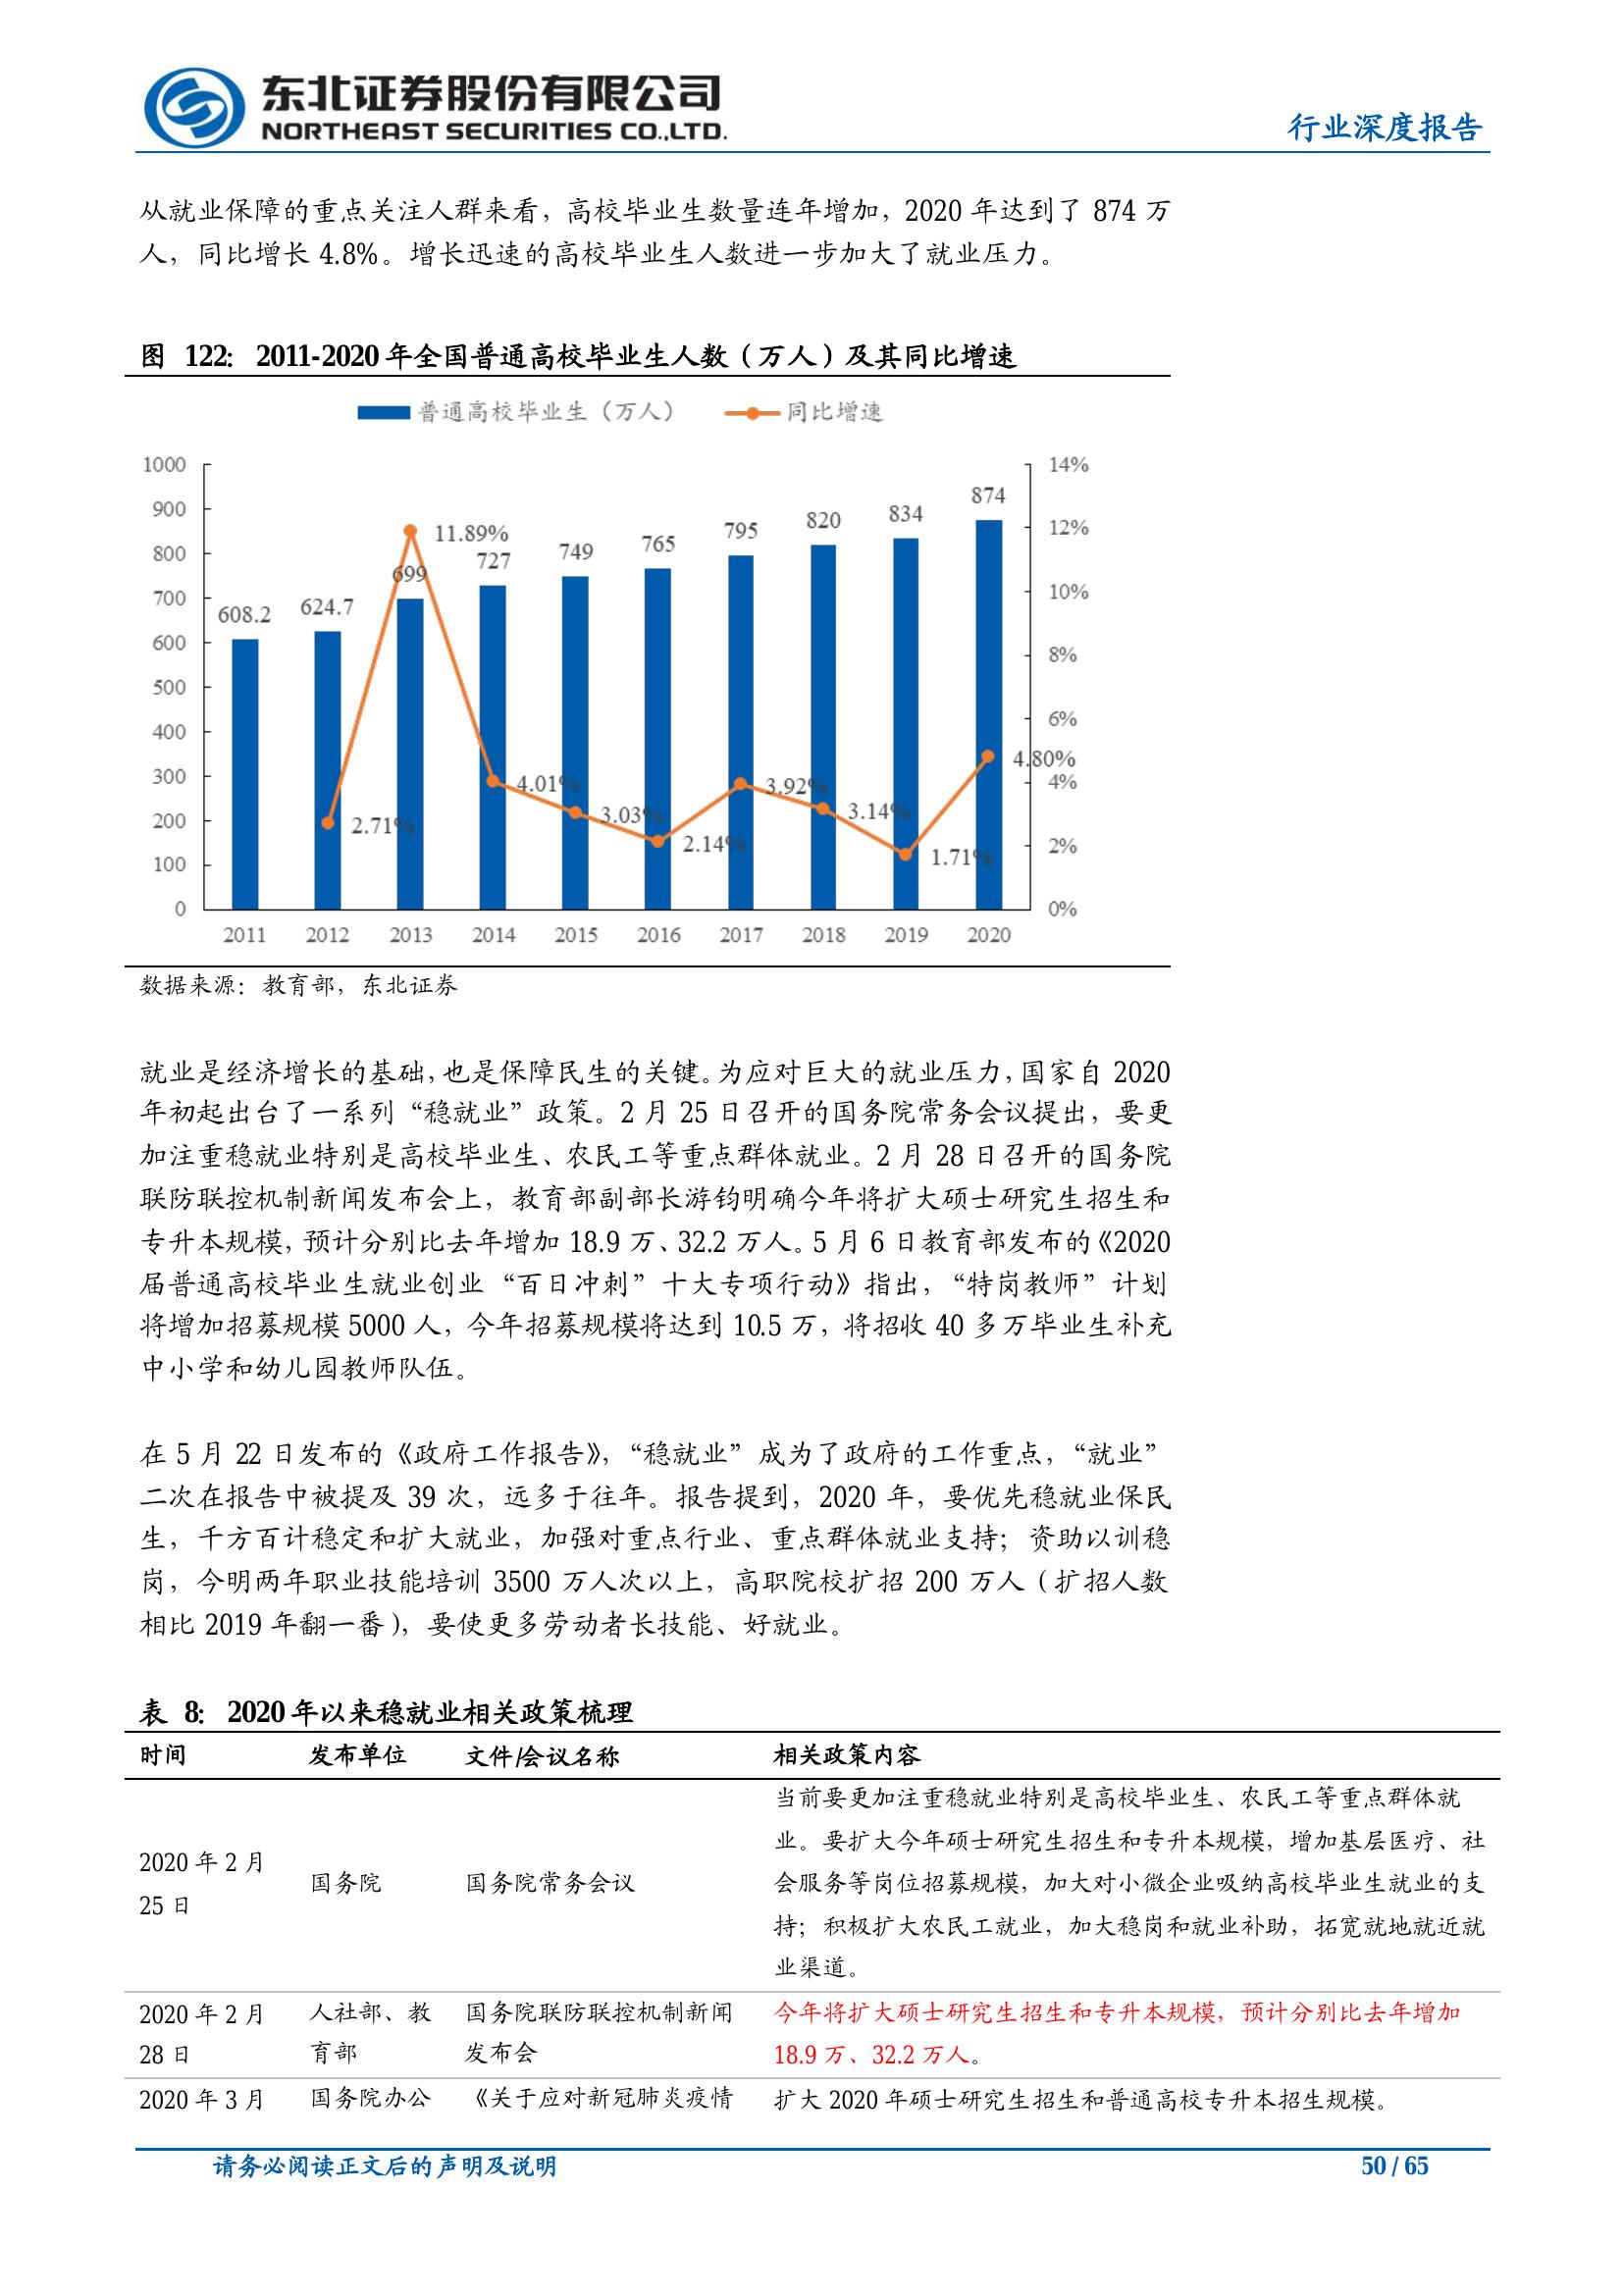 东北证券股份有限公司
NORTHEAST SECURITIES CO.,LTD.
行业深度报告
从就业保障的重点关注人群来看，高校毕业生数量连年增加，2020 年达到了 874 万
人，同比增长 4.8%。增长迅速的高校毕业生人数进一步加大了就业压力。
图 122： 2011-2020 年全国普通高校毕业生人数（万人）及其同比增速
普通高校毕业生（万人） 同比增速
1000
900
800
700
600
500
400
300
200
100
0
14%
12%
10%
8%
6%
4%
2%
0%
608.2 624.7 699 727 749 765 795 820 834 874
2.71% 11.89% 4.01% 3.03% 2.14% 3.92% 3.14% 1.71% 4.80%
2011 2012 2013 2014 2015 2016 2017 2018 2019 2020
数据来源：教育部，东北证券
就业是经济增长的基础，也是保障民生的关键。为应对巨大的就业压力，国家自 2020
年初起出台了一系列“稳就业”政策。2 月 25 日召开的国务院常务会议提出，要更
加注重稳就业特别是高校毕业生、农民工等重点群体就业。2 月 28 日召开的国务院
联防联控机制新闻发布会上，教育部副部长游钧明确今年将扩大硕士研究生招生和
专升本规模，预计分别比去年增加 18.9 万、32.2 万人。5 月 6 日教育部发布的《2020
届普通高校毕业生就业创业“百日冲刺”十大专项行动》指出，“特岗教师”计划
将增加招募规模 5000 人，今年招募规模将达到 10.5 万，将招收 40 多万毕业生补充
中小学和幼儿园教师队伍。
在 5 月 22 日发布的《政府工作报告》，“稳就业”成为了政府的工作重点，“就业”
二次在报告中被提及 39 次，远多于往年。报告提到，2020 年，要优先稳就业保民
生，千方百计稳定和扩大就业，加强对重点行业、重点群体就业支持；资助以训稳
岗，今明两年职业技能培训 3500 万人次以上，高职院校扩招 200 万人（扩招人数
相比 2019 年翻一番），要使更多劳动者长技能、好就业。
表 8： 2020 年以来稳就业相关政策梳理
时间 发布单位 文件/会议名称 相关政策内容
2020 年 2 月
25 日
国务院
国务院常务会议
当前要更加注重稳就业特别是高校毕业生、农民工等重点群体就
业。要扩大今年硕士研究生招生和专升本规模，增加基层医疗、社
会服务等岗位招募规模，加大对小微企业吸纳高校毕业生就业的支
持；积极扩大农民工就业，加大稳岗和就业补助，拓宽就地就近就
业渠道。
2020 年 2 月
28 日
人社部、教
育部
国务院联防联控机制新闻
发布会
今年将扩大硕士研究生招生和专升本规模，预计分别比去年增加
18.9 万、32.2 万人。
2020 年 3 月 国务院办公 《关于应对新冠肺炎疫情 扩大 2020 年硕士研究生招生和普通高校专升本招生规模。
请务必阅读正文后的声明及说明
50 / 65